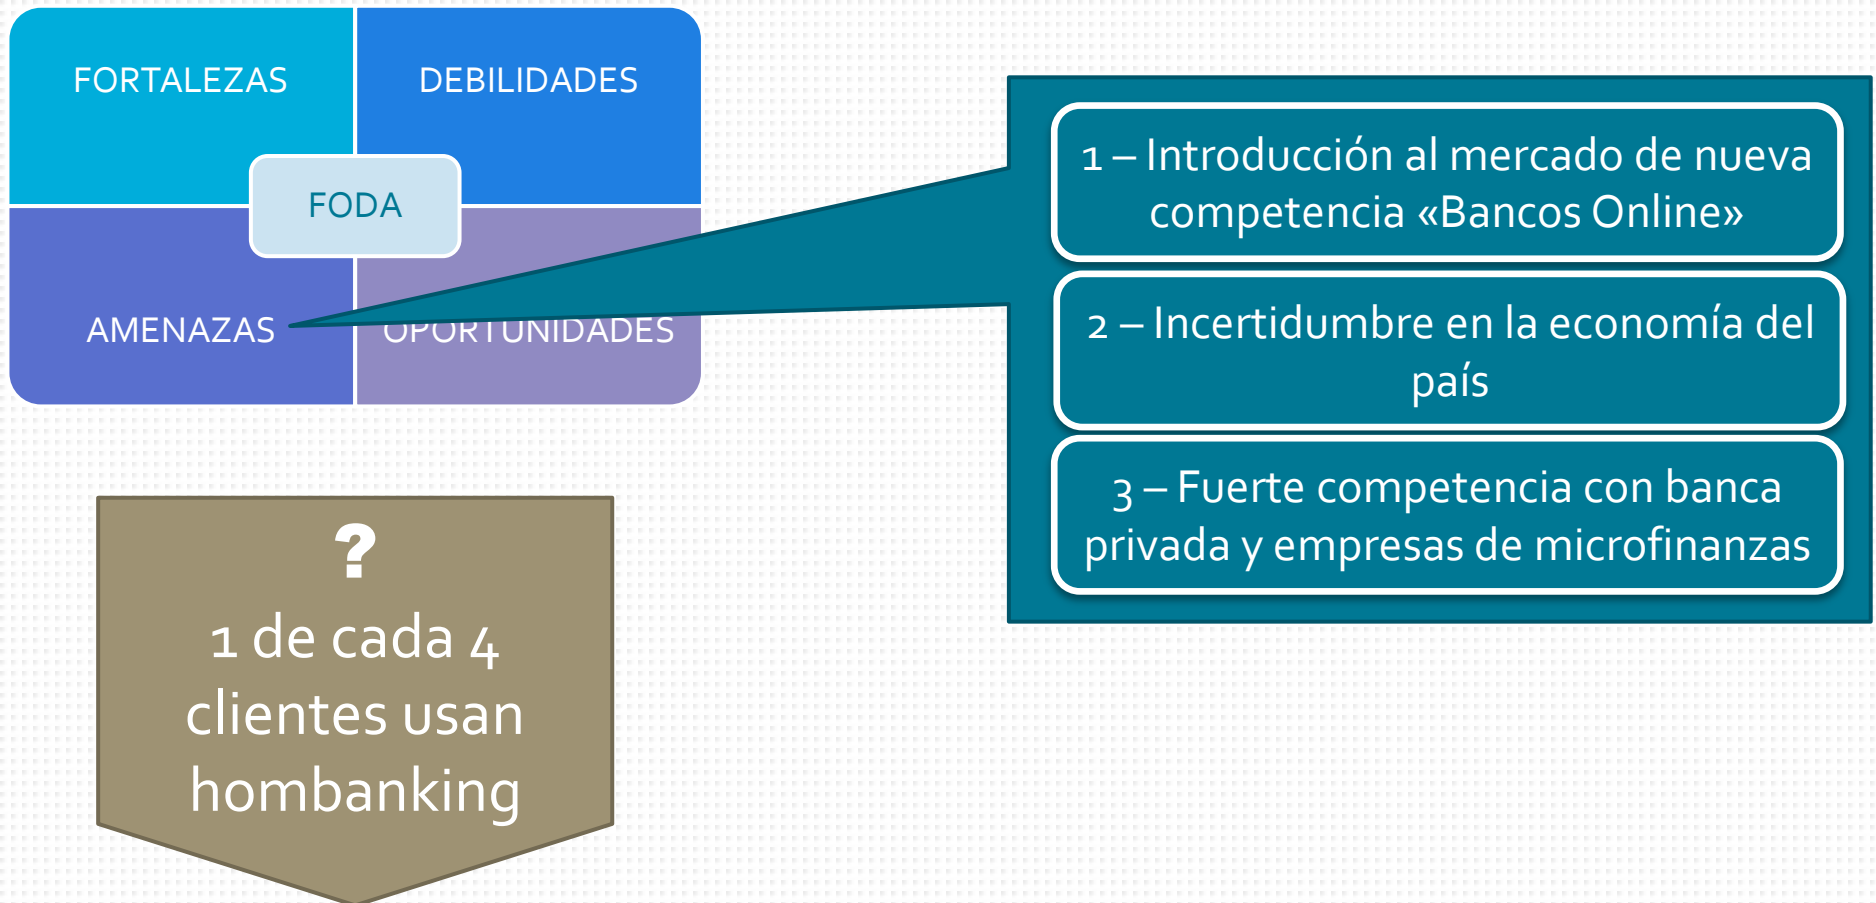 FORTALEZAS
DEBILIDADES
FODA
AMENAZAS
OPORTUNIDADES
1 – Introducción al mercado de nueva
competencia «Bancos Online»
2 – Incertidumbre en la economía del
país
3 – Fuerte competencia con banca
privada y empresas de microfinanzas
?
1 de cada 4
clientes usan
hombanking